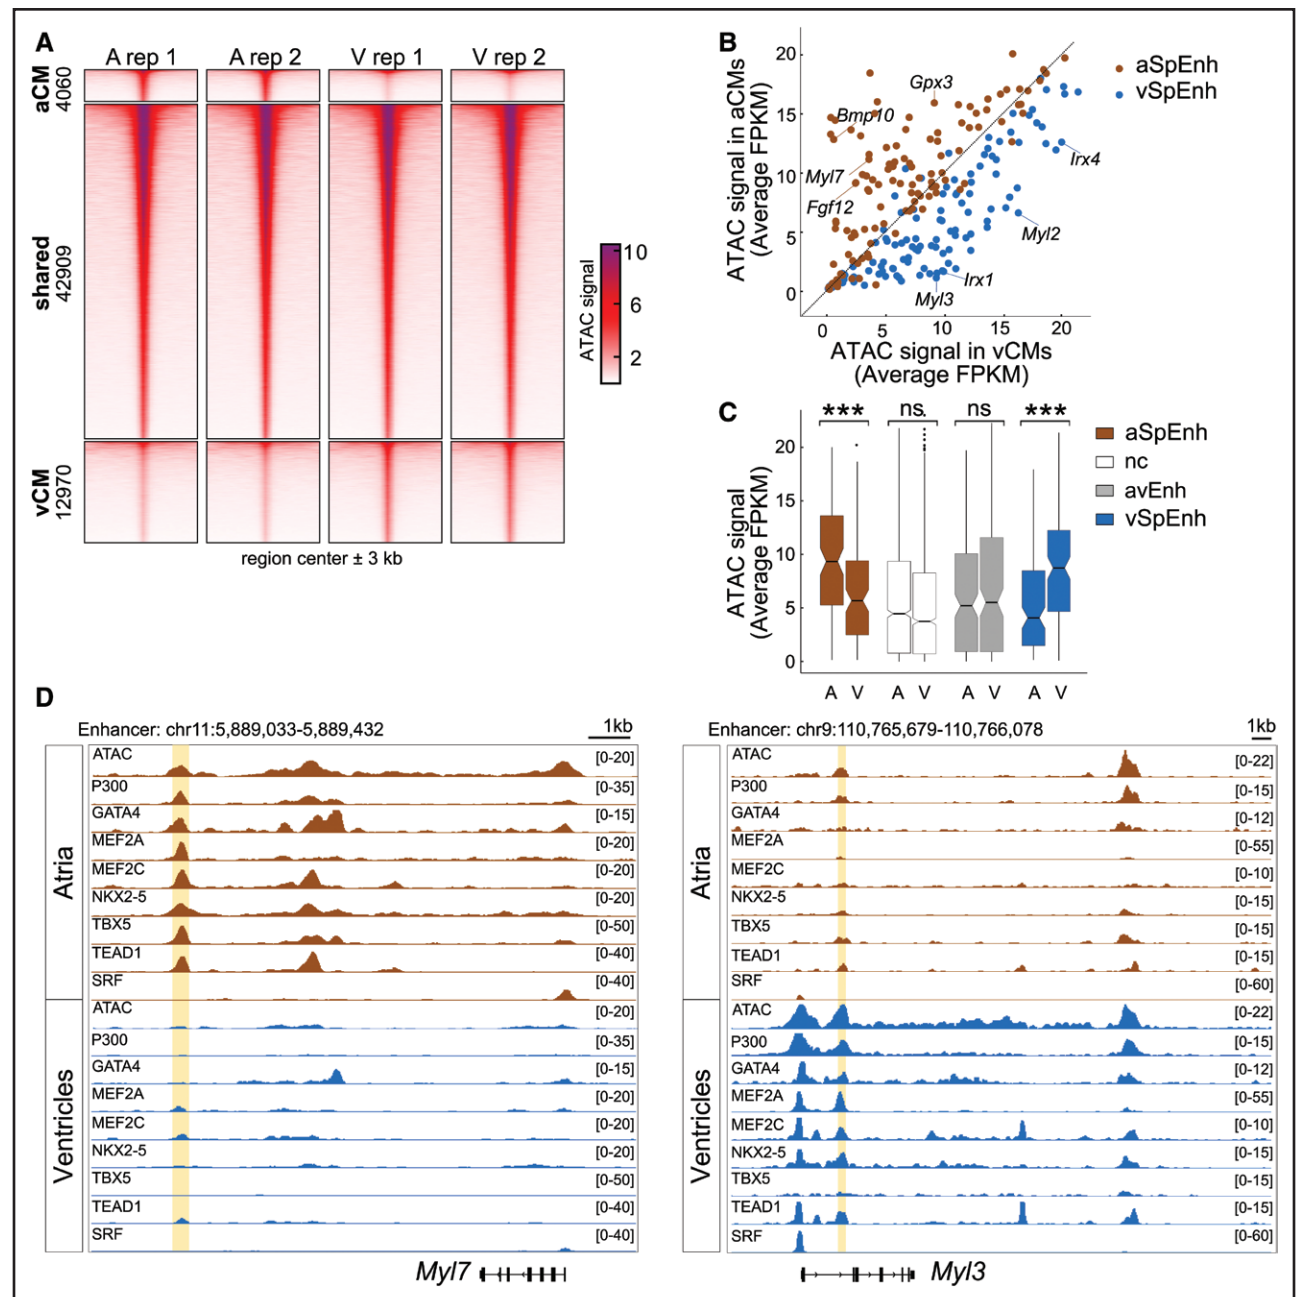 A
A rep 1 A rep 2 V rep 1 V rep 2
aCM
4060
shared
42909
vCM
12970
region center ± 3 kb
ATAC signal
10
6
2
B
ATAC signal in aCMs
(Average FPKM)
20
15
10
5
0
0 5 10 15 20
ATAC signal in vCMs
(Average FPKM)
Gpx3
Bmp10
Myl7
Fgf12
Irx4
Myl2
Irx1
Myl3
aSpEnh
vSpEnh
C
*** ns. ns ***
ATAC signal
(Average FPKM)
20
15
10
5
0
A V A V A V A V
aSpEnh
nc
avEnh
vSpEnh
D
Enhancer: chr11:5,889,033-5,889,432 1kb
Atria
ATAC [0-20]
P300 [0-35]
GATA4 [0-15]
MEF2A [0-20]
MEF2C [0-20]
NKX2-5 [0-20]
TBX5 [0-50]
TEAD1 [0-40]
SRF [0-40]
Ventricles
ATAC [0-20]
P300 [0-35]
GATA4 [0-15]
MEF2A [0-20]
MEF2C [0-20]
NKX2-5 [0-20]
TBX5 [0-50]
TEAD1 [0-40]
SRF [0-40]
Myl7
Enhancer: chr9:110,765,679-110,766,078 1kb
Atria
ATAC [0-22]
P300 [0-15]
GATA4 [0-12]
MEF2A [0-55]
MEF2C [0-10]
NKX2-5 [0-15]
TBX5 [0-15]
TEAD1 [0-15]
SRF [0-60]
Ventricles
ATAC [0-22]
P300 [0-15]
GATA4 [0-12]
MEF2A [0-55]
MEF2C [0-10]
NKX2-5 [0-15]
TBX5 [0-15]
TEAD1 [0-15]
SRF [0-60]
Myl3